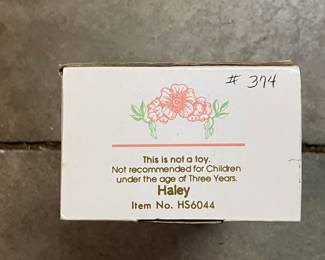 # 374
This is not a toy.
Not recommended for Children
under the age of Three Years.
Haley
Item No. HS6044